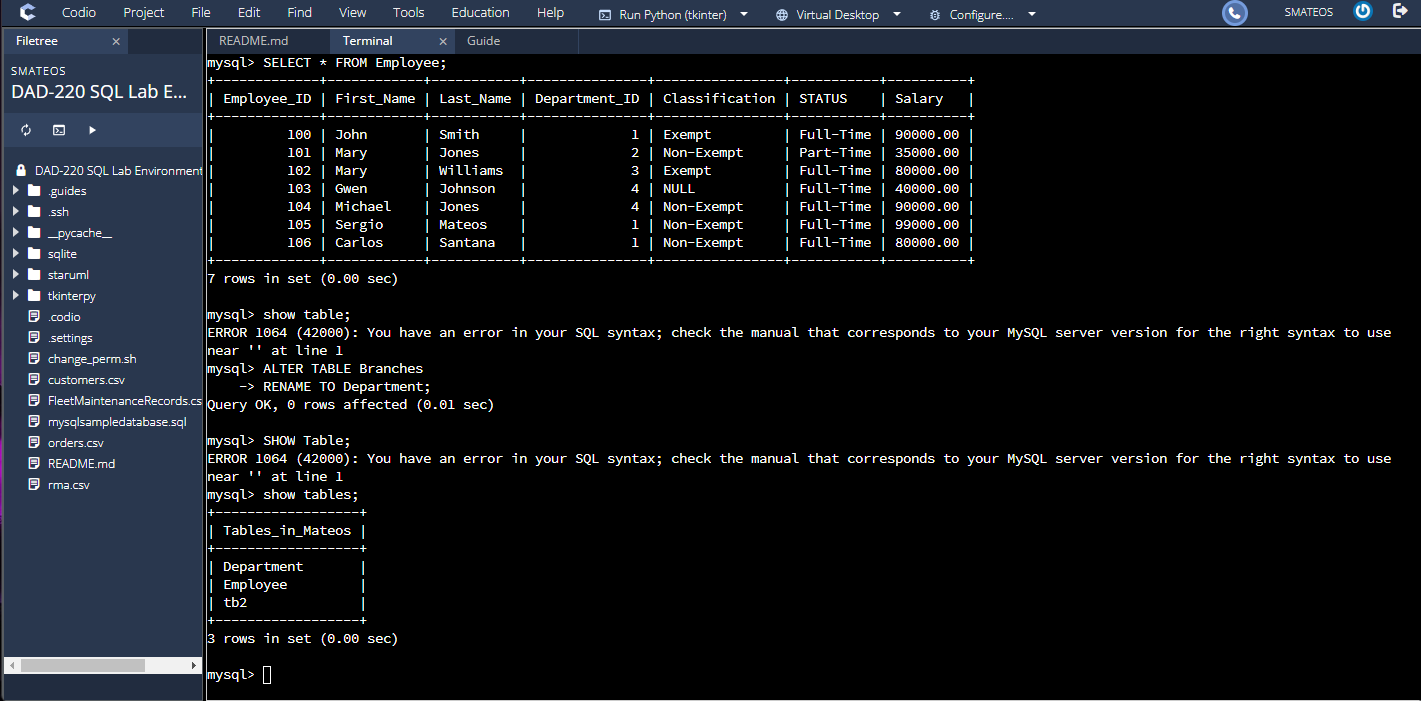 Codio Project File Edit Find View Tools Education Help Run Python (tkinter) Virtual Desktop Configure.... SMATEOS
Filetree
SMATEOS
DAD-220 SQL Lab E...
DAD-220 SQL Lab Environment
.guides
.ssh
__pycache__
sqlite
staruml
tkinterpy
.codio
.settings
change_perm.sh
customers.csv
FleetMaintenanceRecords.cs
mysqlsampledatabase.sql
orders.csv
README.md
rma.csv
README.md Terminal Guide
mysql> SELECT * FROM Employee;
+-------------+------------+-----------+---------------+----------------+-----------+----------+
| Employee_ID | First_Name | Last_Name | Department_ID | Classification | STATUS    | Salary   |
+-------------+------------+-----------+---------------+----------------+-----------+----------+
|         100 | John       | Smith     |             1 | Exempt         | Full-Time | 90000.00 |
|         101 | Mary       | Jones     |             2 | Non-Exempt     | Part-Time | 35000.00 |
|         102 | Mary       | Williams  |             3 | Exempt         | Full-Time | 80000.00 |
|         103 | Gwen       | Johnson   |             4 | NULL           | Full-Time | 40000.00 |
|         104 | Michael    | Jones     |             4 | Non-Exempt     | Full-Time | 90000.00 |
|         105 | Sergio     | Mateos    |             1 | Non-Exempt     | Full-Time | 99000.00 |
|         106 | Carlos     | Santana   |             1 | Non-Exempt     | Full-Time | 80000.00 |
+-------------+------------+-----------+---------------+----------------+-----------+----------+
7 rows in set (0.00 sec)
mysql> show table;
ERROR 1064 (42000): You have an error in your SQL syntax; check the manual that corresponds to your MySQL server version for the right syntax to use
near '' at line 1
mysql> ALTER TABLE Branches
    -> RENAME TO Department;
Query OK, 0 rows affected (0.01 sec)
mysql> SHOW Table;
ERROR 1064 (42000): You have an error in your SQL syntax; check the manual that corresponds to your MySQL server version for the right syntax to use
near '' at line 1
mysql> show tables;
+------------------+
| Tables_in_Mateos |
+------------------+
| Department       |
| Employee         |
| tb2              |
+------------------+
3 rows in set (0.00 sec)
mysql>